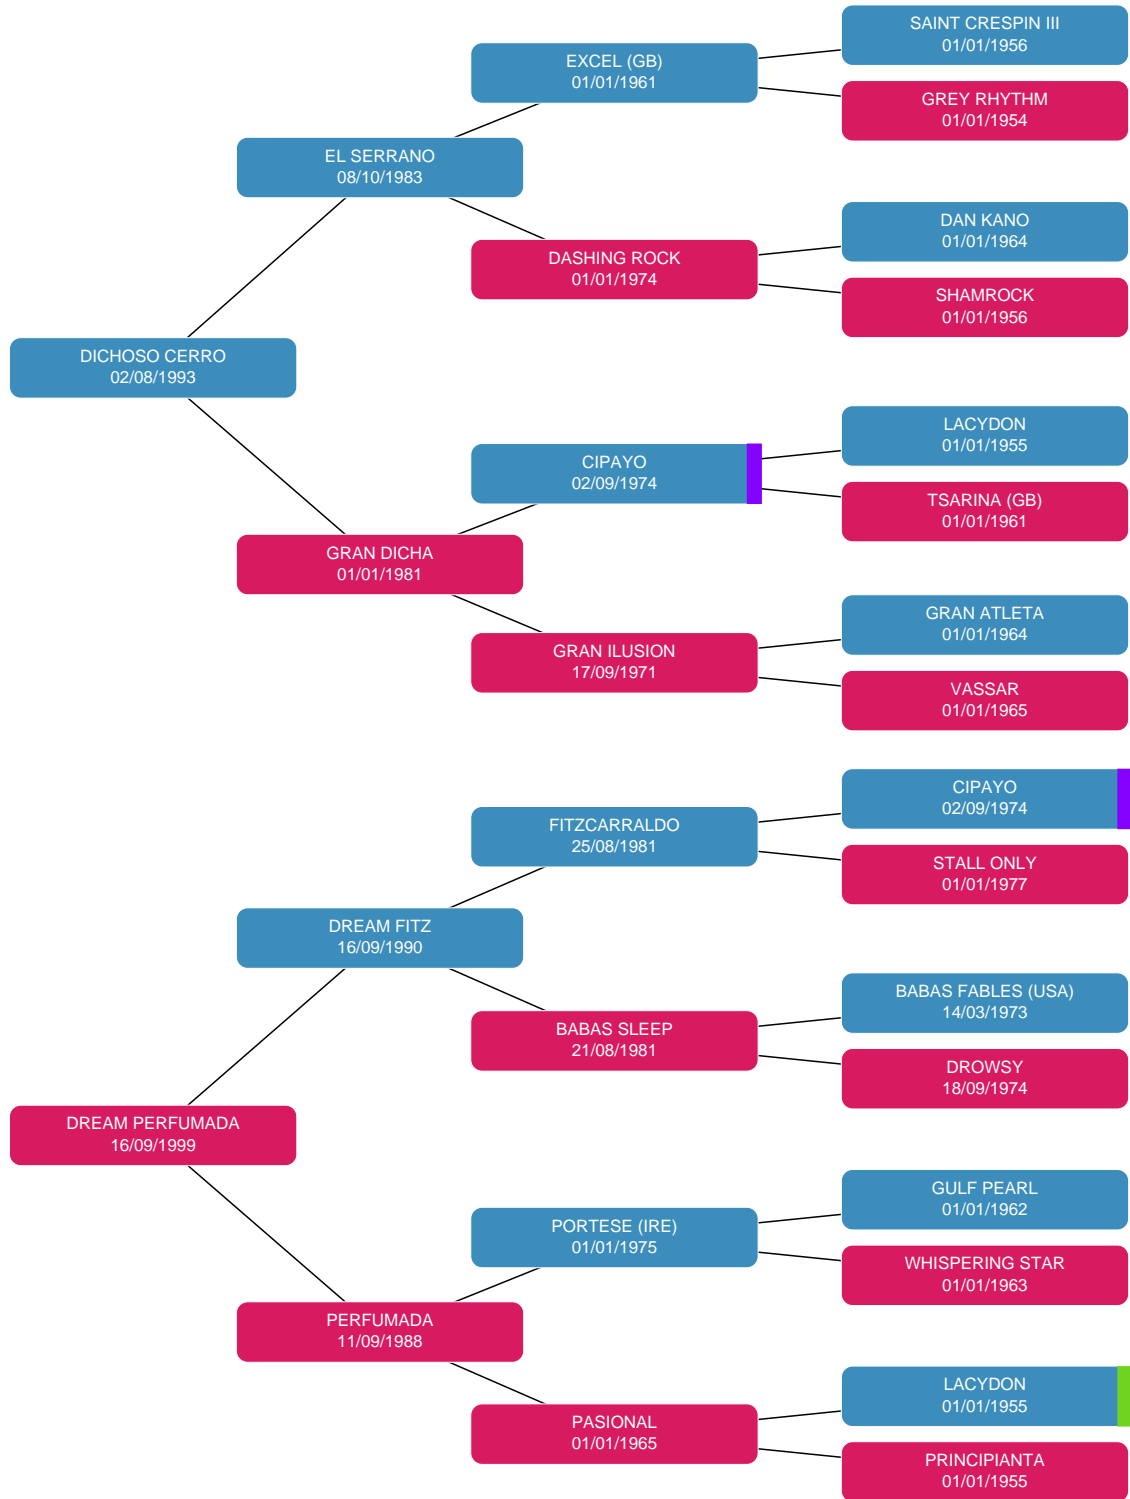 SAINT CRESPIN III
01/01/1956
EXCEL (GB)
01/01/1961
GREY RHYTHM
01/01/1954
EL SERRANO
08/10/1983
DAN KANO
01/01/1964
DASHING ROCK
01/01/1974
SHAMROCK
01/01/1956
DICHOSO CERRO
02/08/1993
LACYDON
01/01/1955
CIPAYO
02/09/1974
TSARINA (GB)
01/01/1961
GRAN DICHA
01/01/1981
GRAN ATLETA
01/01/1964
GRAN ILUSION
17/09/1971
VASSAR
01/01/1965
CIPAYO
02/09/1974
FITZCARRALDO
25/08/1981
STALL ONLY
01/01/1977
DREAM FITZ
16/09/1990
BABAS FABLES (USA)
14/03/1973
BABAS SLEEP
21/08/1981
DROWSY
18/09/1974
DREAM PERFUMADA
16/09/1999
GULF PEARL
01/01/1962
PORTESE (IRE)
01/01/1975
WHISPERING STAR
01/01/1963
PERFUMADA
11/09/1988
LACYDON
01/01/1955
PASIONAL
01/01/1965
PRINCIPIANTA
01/01/1955